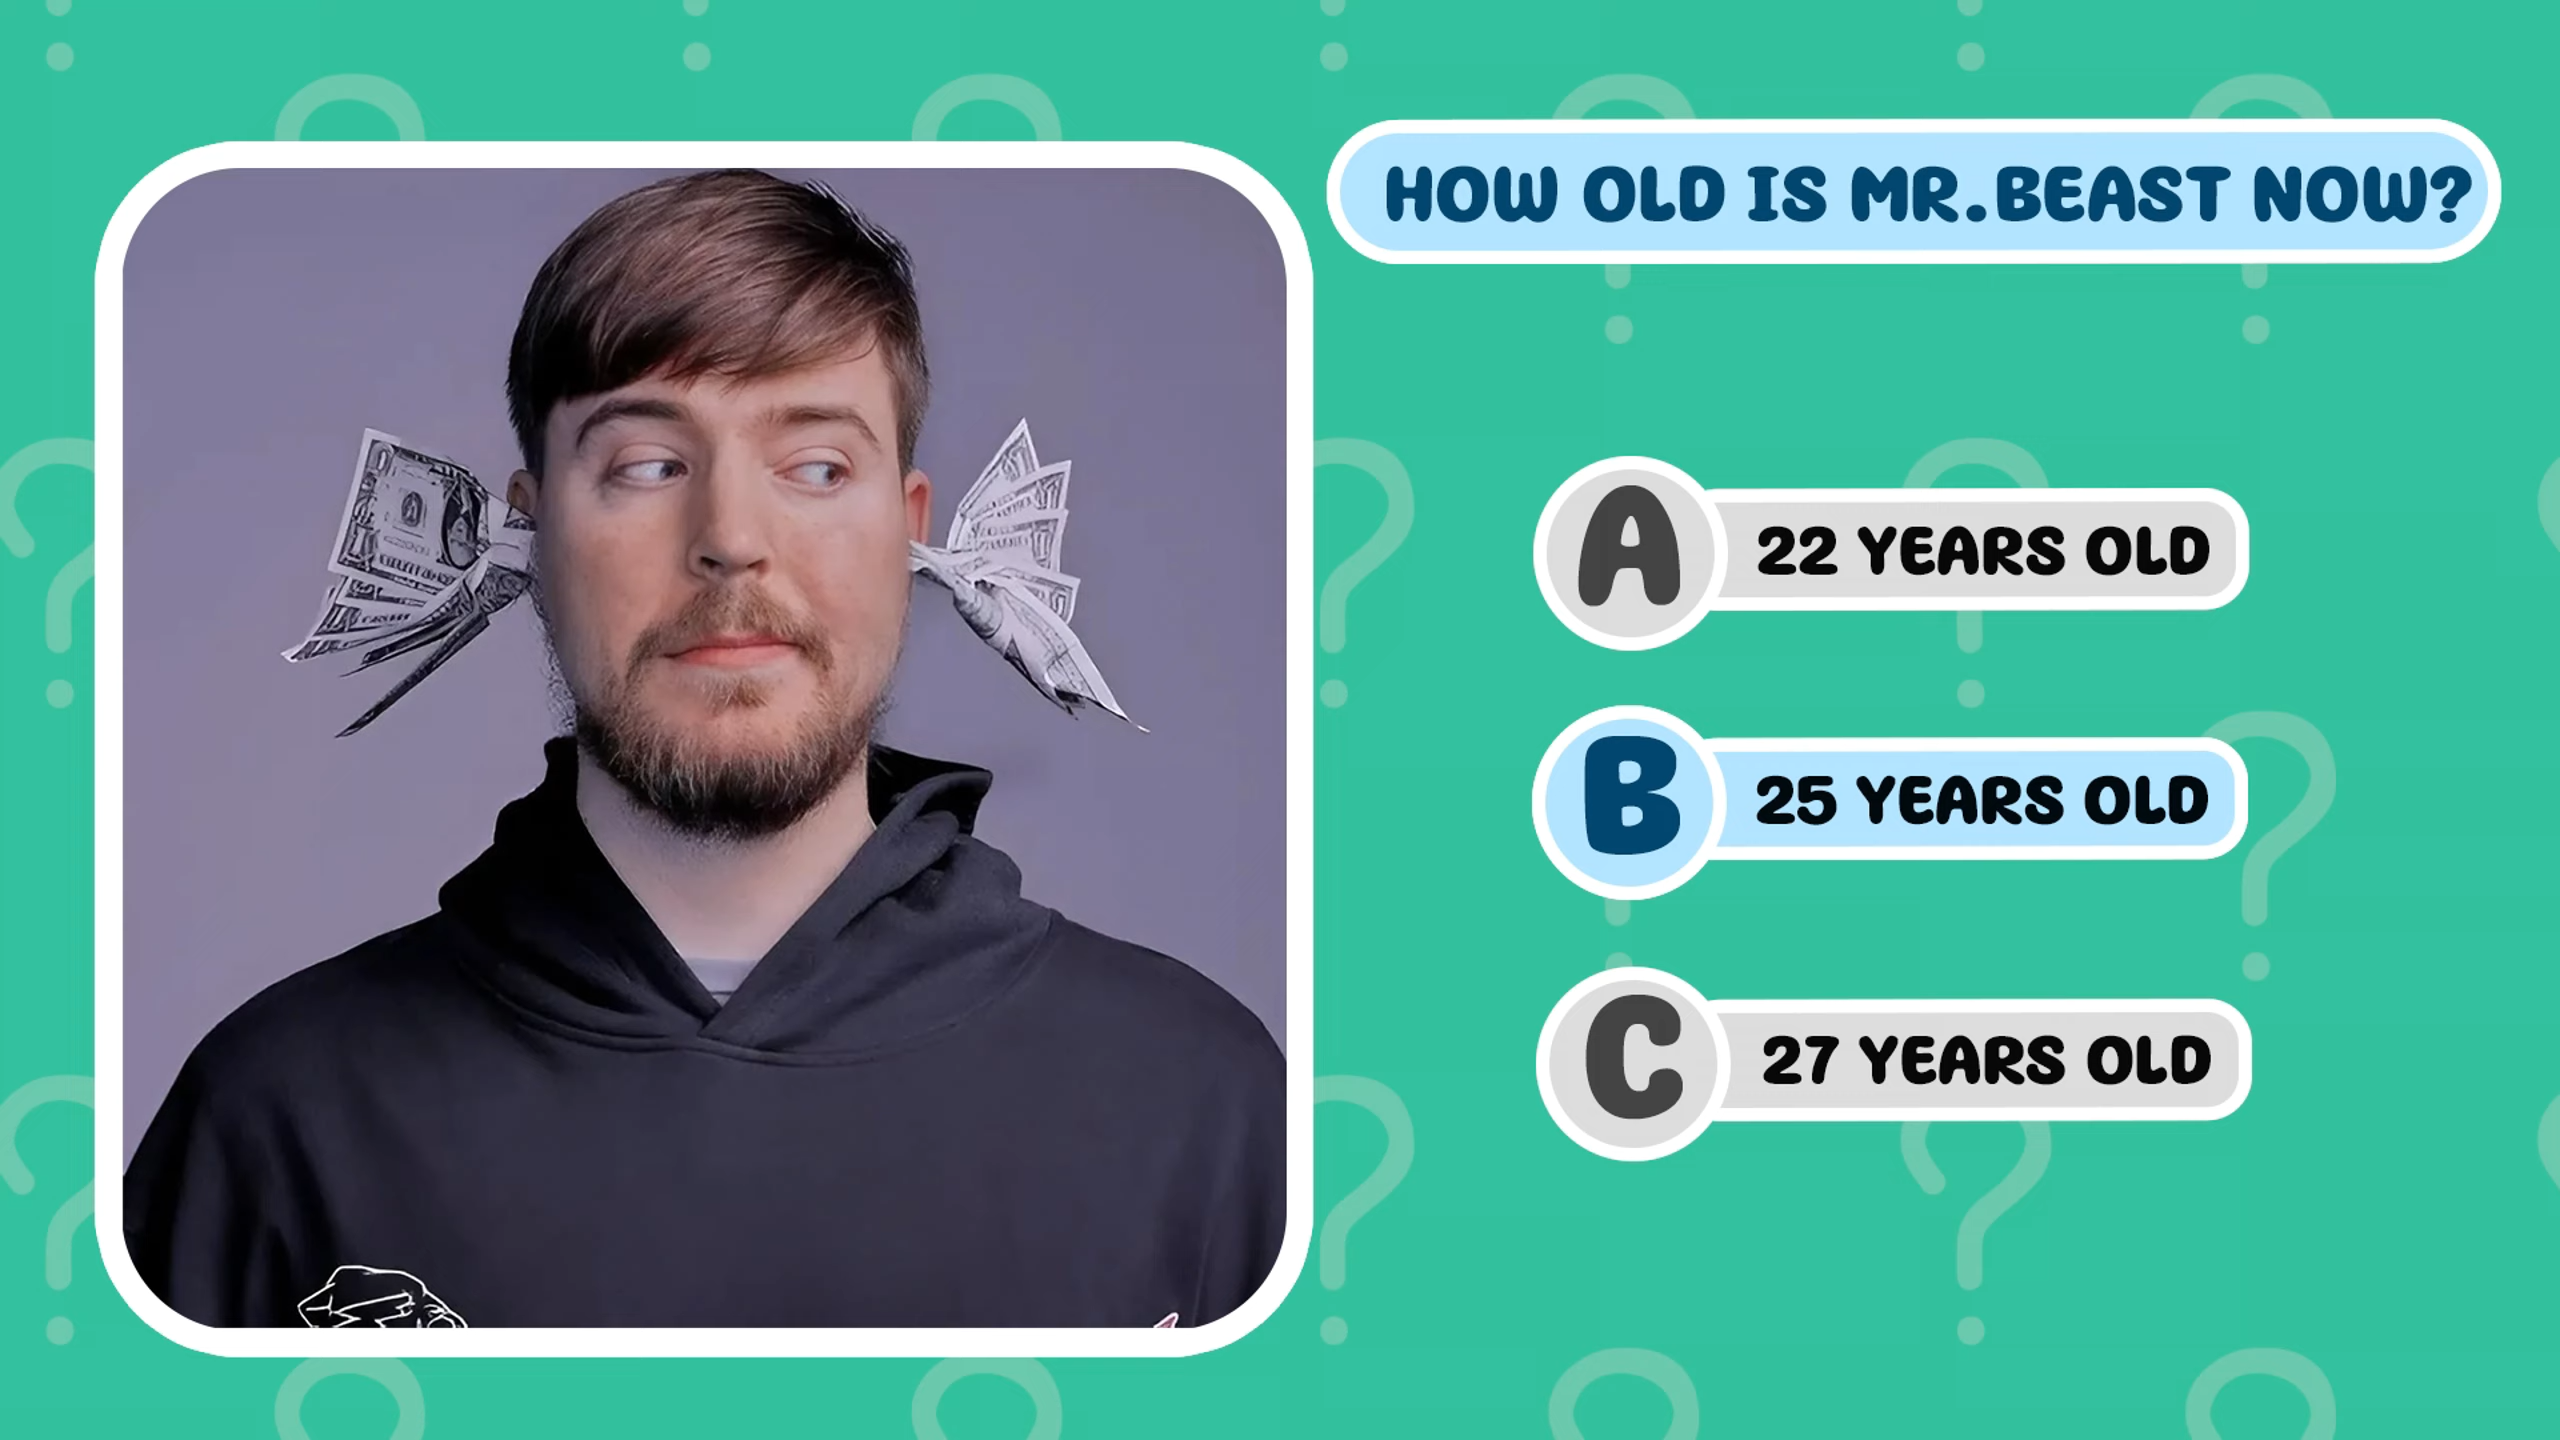 HOW OLD IS MR.BEAST NOW?
A 22 YEARS OLD
B 25 YEARS OLD
C 27 YEARS OLD